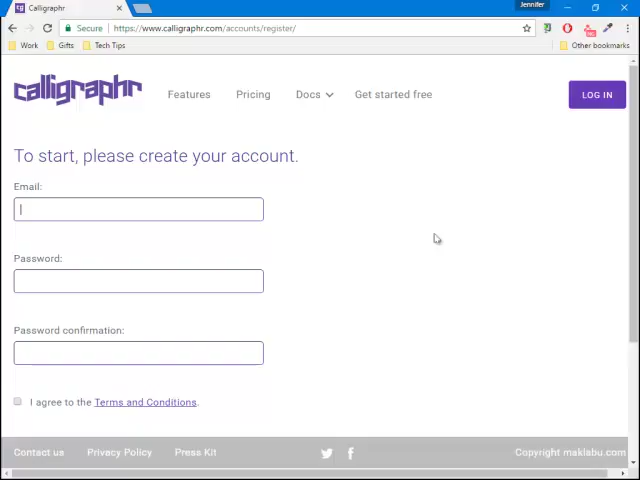 Calligraphr
Jennifer
Secure
https://www.calligraphr.com/accounts/register/
Work
Gifts
Tech Tips
Other bookmarks
calligraphr
Features
Pricing
Docs
Get started free
LOG IN
To start, please create your account.
Email:
Password:
Password confirmation:
I agree to the Terms and Conditions.
Contact us
Privacy Policy
Press Kit
Copyright maklabu.com